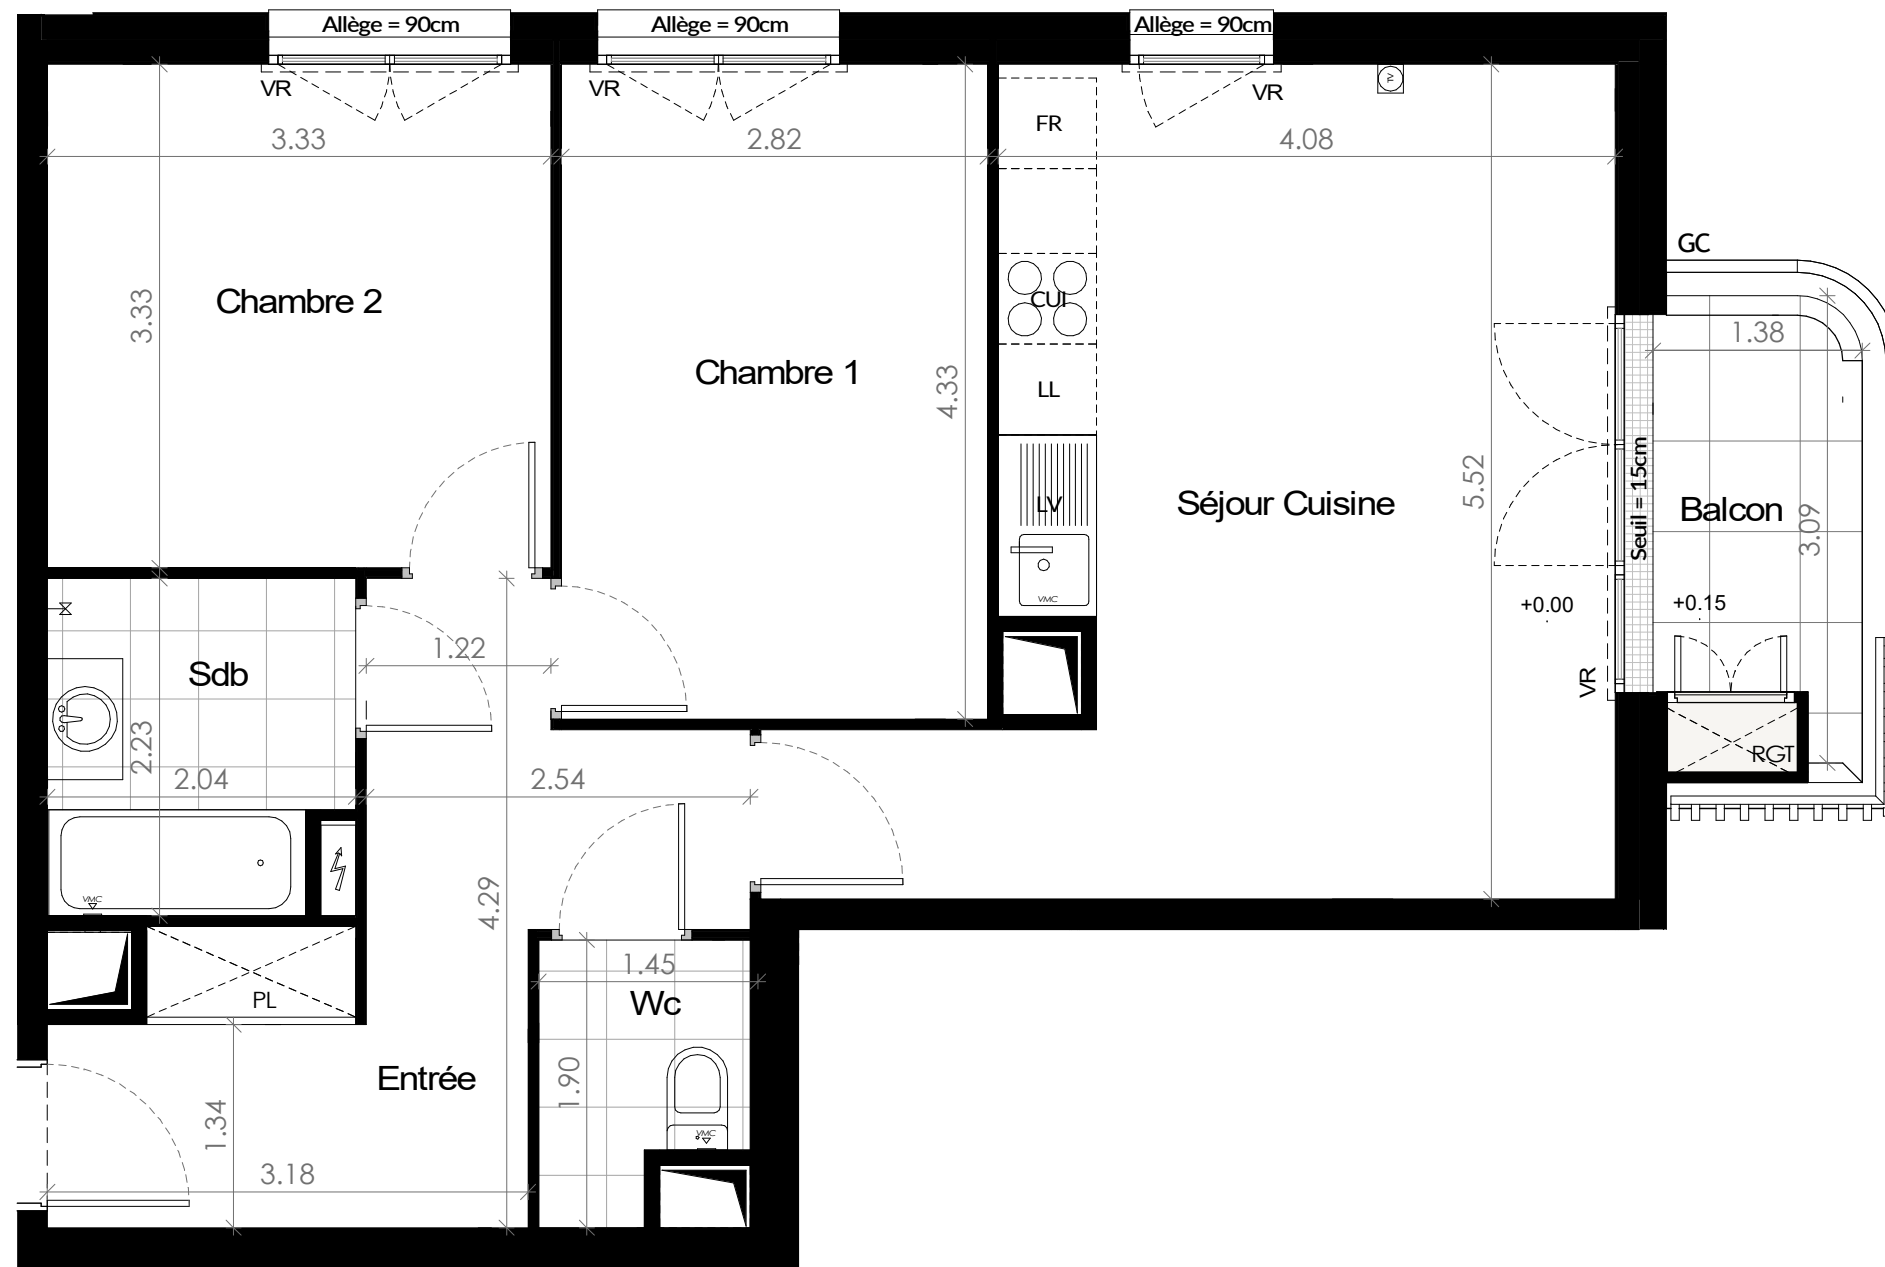 Allège = 90cm
Allège = 90cm
Allège = 90cm
VR
VR
VR
TV
3.33
2.82
4.08
FR
GC
Chambre 2
3.33
CUI
1.38
Chambre 1
4.33
LL
5.52
Séjour Cuisine
LV
Seuil = 15cm
Balcon
3.09
VMC
+0.00
+0.15
1.22
Sdb
VR
2.23
2.04
2.54
RGT
VMC
4.29
1.45
PL
Wc
Entrée
1.90
1.34
VMC
3.18